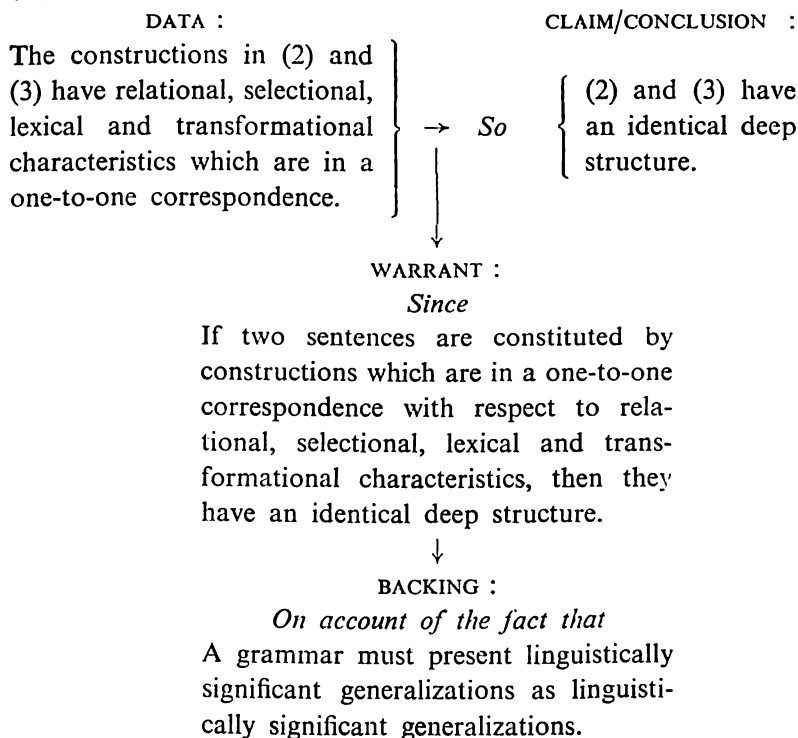 DATA :
The constructions in (2) and
(3) have relational, selectional,
lexical and transformational
characteristics which are in a
one-to-one correspondence.
→ So
CLAIM/CONCLUSION :
(2) and (3) have
an identical deep
structure.
WARRANT :
Since
If two sentences are constituted by
constructions which are in a one-to-one
correspondence with respect to rela-
tional, selectional, lexical and trans-
formational characteristics, then they
have an identical deep structure.
↓
BACKING :
On account of the fact that
A grammar must present linguistically
significant generalizations as linguisti-
cally significant generalizations.